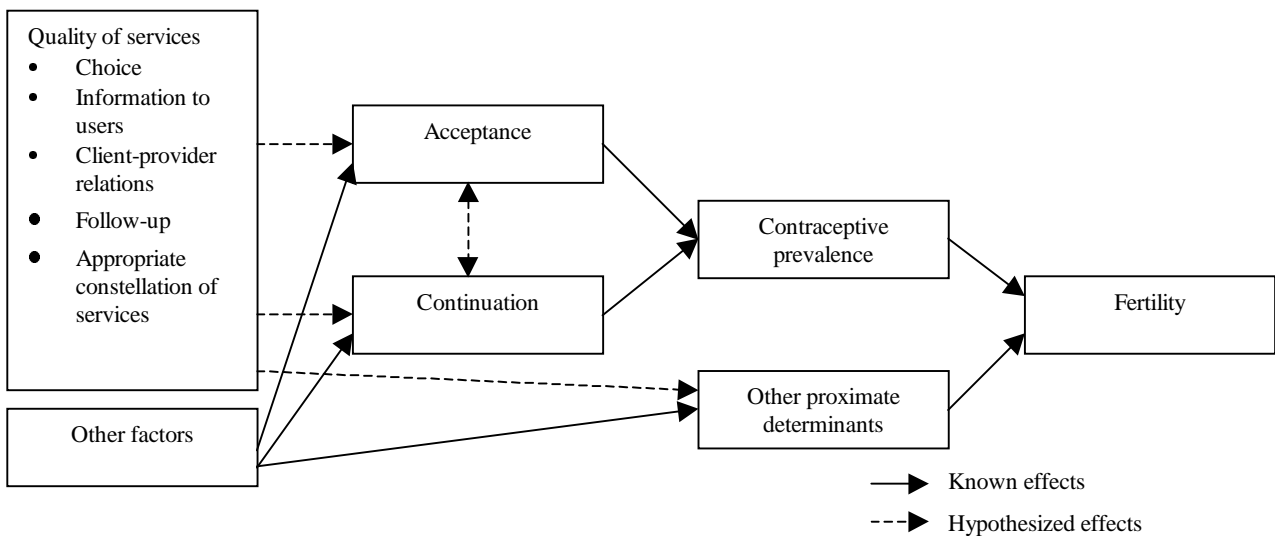 Quality of services
• Choice
• Information to
users
• Client-provider
relations
• Follow-up
• Appropriate
constellation of
services
Other factors
Acceptance
Continuation
Contraceptive
prevalence
Other proximate
determinants
Fertility
Known effects
Hypothesized effects